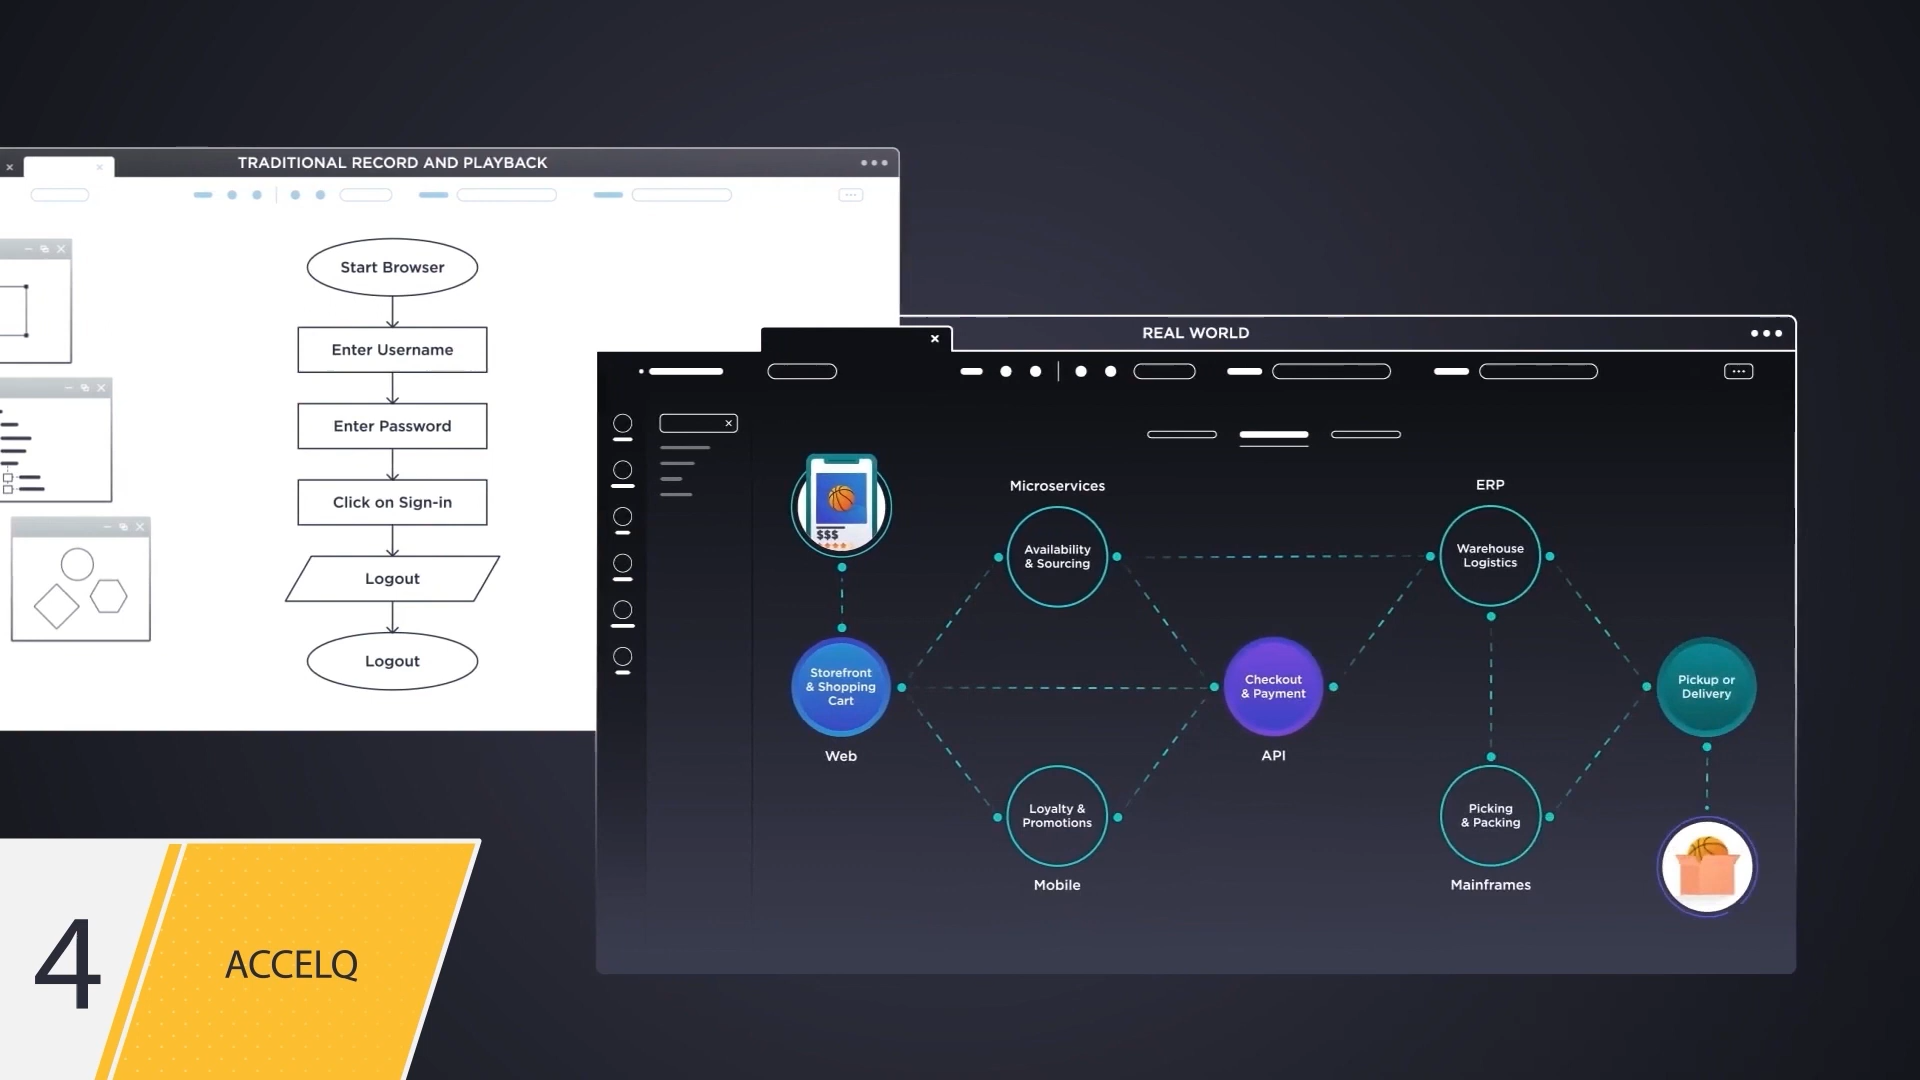 TRADITIONAL RECORD AND PLAYBACK
Start Browser
Enter Username
Enter Password
Click on Sign-in
Logout
Logout
REAL WORLD
$$$
Microservices
Availability
& Sourcing
ERP
Warehouse
Logistics
Storefront
& Shopping
Cart
Web
Checkout
& Payment
API
Pickup or
Delivery
Loyalty &
Promotions
Mobile
Picking
& Packing
Mainframes
4
ACCELQ